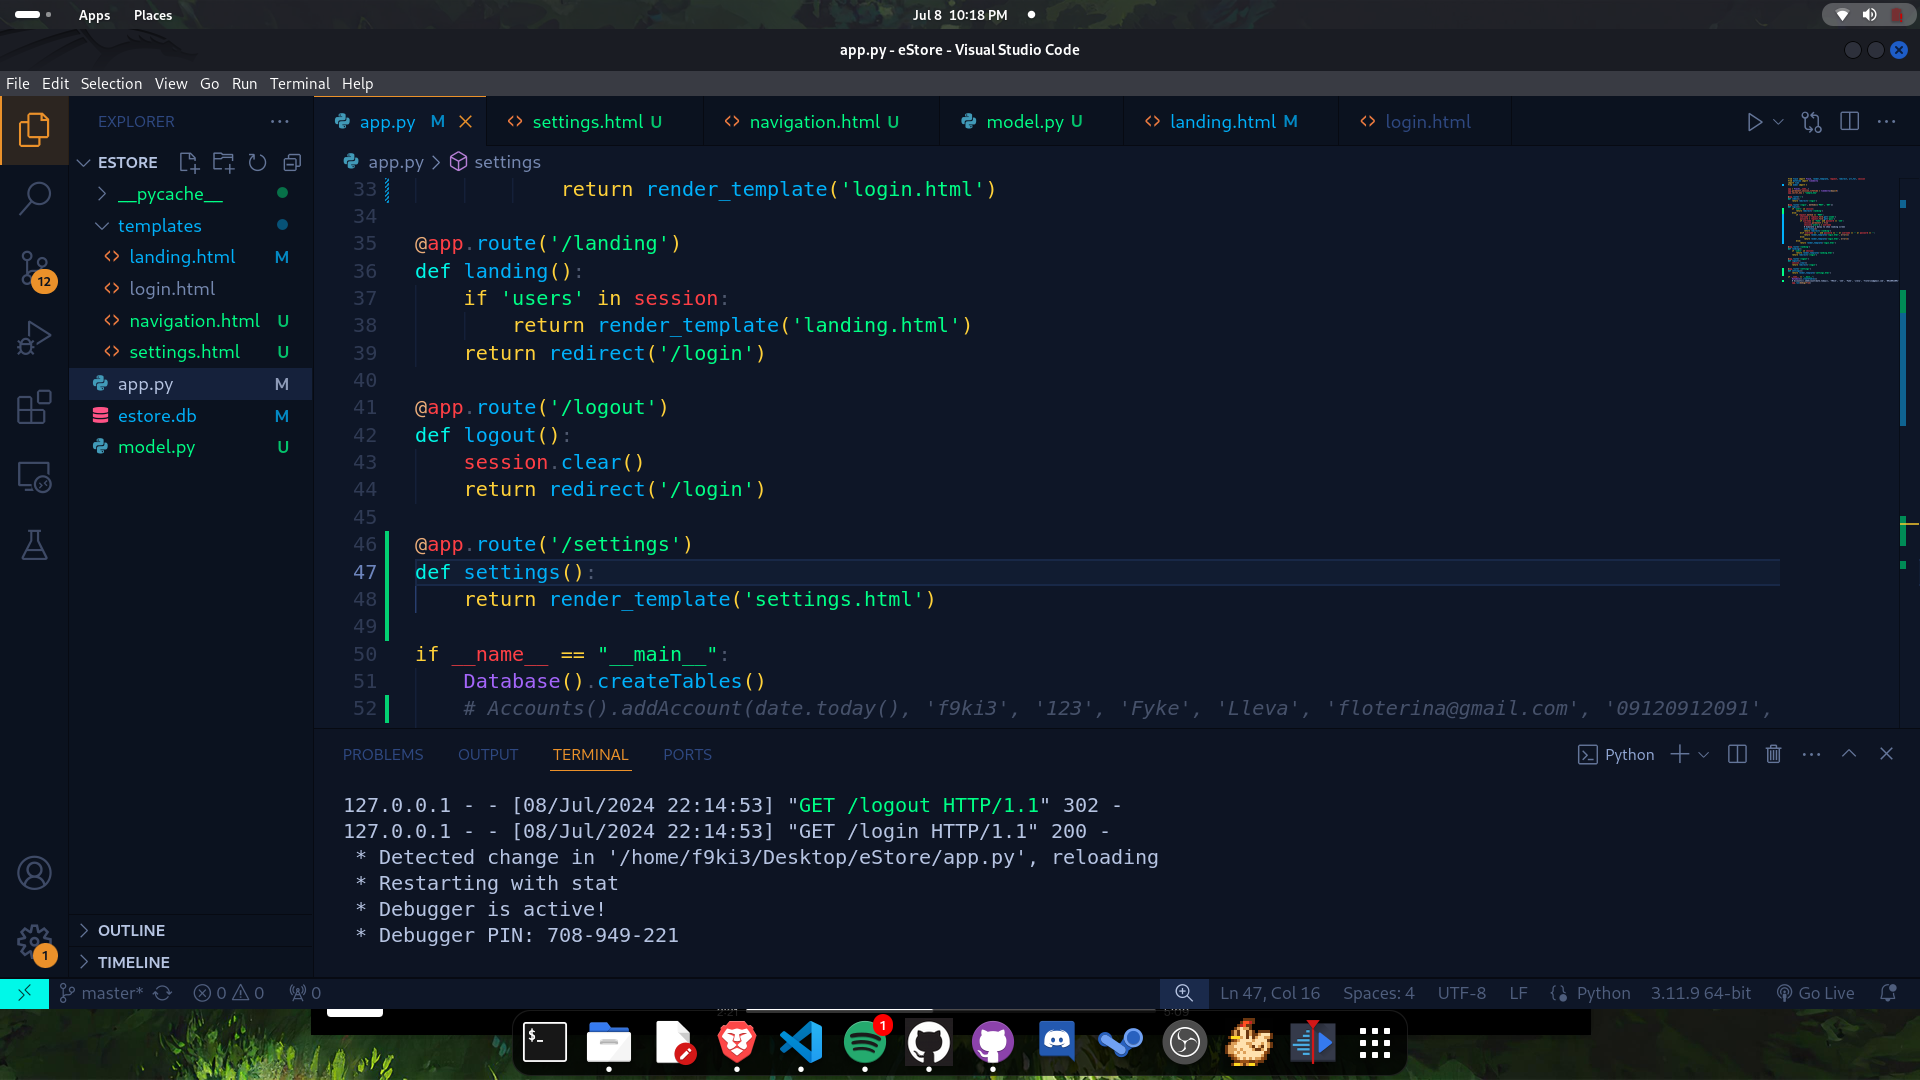 Apps Places
Jul 8 10:18 PM
app.py - eStore - Visual Studio Code
File Edit Selection View Go Run Terminal Help
EXPLORER
ESTORE
__pycache__
templates
landing.html M
login.html
navigation.html U
settings.html U
app.py M
estore.db M
model.py U
OUTLINE
TIMELINE
12
1
app.py M
settings.html U
navigation.html U
model.py U
landing.html M
login.html
app.py > settings
33 return render_template('login.html')
34
35 @app.route('/landing')
36 def landing():
37 if 'users' in session:
38 return render_template('landing.html')
39 return redirect('/login')
40
41 @app.route('/logout')
42 def logout():
43 session.clear()
44 return redirect('/login')
45
46 @app.route('/settings')
47 def settings():
48 return render_template('settings.html')
49
50 if __name__ == "__main__":
51 Database().createTables()
52 # Accounts().addAccount(date.today(), 'f9ki3', '123', 'Fyke', 'Lleva', 'floterina@gmail.com', '09120912091',
PROBLEMS OUTPUT TERMINAL PORTS
Python
127.0.0.1 - - [08/Jul/2024 22:14:53] "GET /logout HTTP/1.1" 302 -
127.0.0.1 - - [08/Jul/2024 22:14:53] "GET /login HTTP/1.1" 200 -
* Detected change in '/home/f9ki3/Desktop/eStore/app.py', reloading
* Restarting with stat
* Debugger is active!
* Debugger PIN: 708-949-221
master* 0 0 0
Ln 47, Col 16 Spaces: 4 UTF-8 LF Python 3.11.9 64-bit Go Live
$_
1